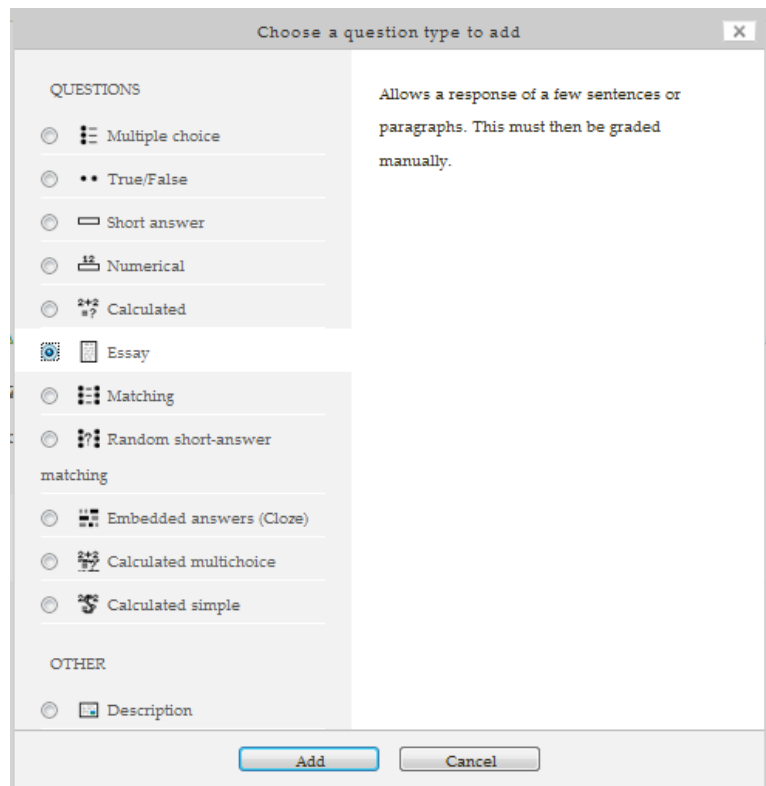 Choose a question type to add
QUESTIONS
Multiple choice
True/False
Short answer
Numerical
Calculated
Essay
Matching
Random short-answer
matching
Embedded answers (Cloze)
Calculated multichoice
Calculated simple
OTHER
Description
Allows a response of a few sentences or
paragraphs. This must then be graded
manually.
Add
Cancel